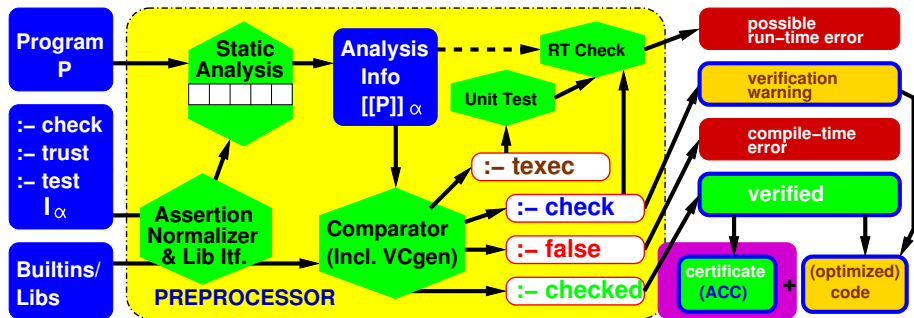 Program
P
:− check
:− trust
:− test
I α
Builtins/
Libs
Static
Analysis
Assertion
Normalizer
& Lib Itf.
PREPROCESSOR
Analysis
Info
[[P]] α
Comparator
(Incl. VCgen)
RT Check
Unit Test
:− texec
:− check
:− false
:− checked
possible
run−time error
verification
warning
compile−time
error
verified
certificate
(ACC)
+
(optimized)
code